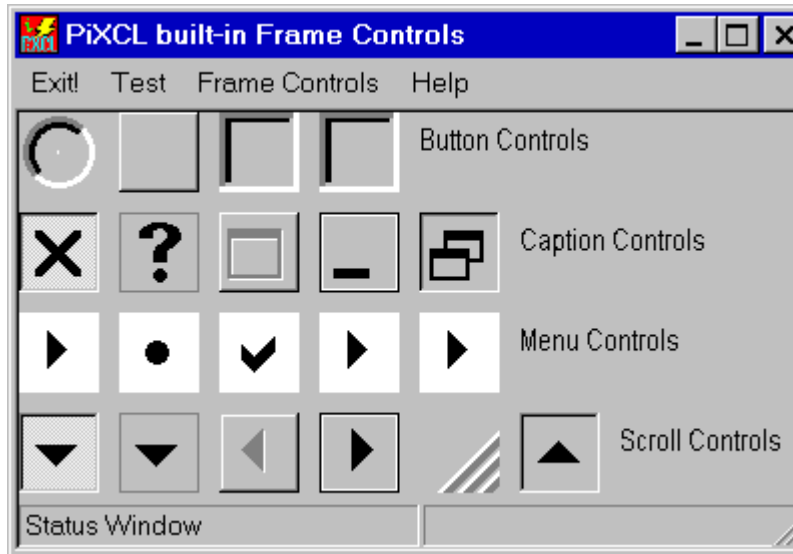 PiXCL built-in Frame Controls
Exit! Test Frame Controls Help
Button Controls
Caption Controls
Menu Controls
Scroll Controls
Status Window